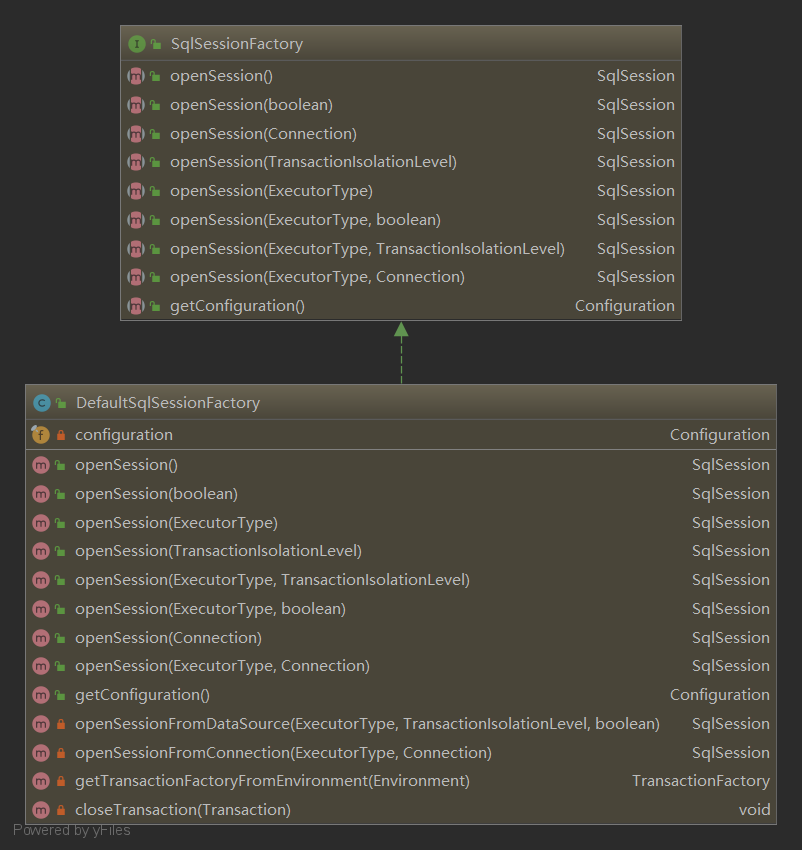 SqlSessionFactory
openSession() SqlSession
openSession(boolean) SqlSession
openSession(Connection) SqlSession
openSession(TransactionIsolationLevel) SqlSession
openSession(ExecutorType) SqlSession
openSession(ExecutorType, boolean) SqlSession
openSession(ExecutorType, TransactionIsolationLevel) SqlSession
openSession(ExecutorType, Connection) SqlSession
getConfiguration() Configuration
DefaultSqlSessionFactory
configuration Configuration
openSession() SqlSession
openSession(boolean) SqlSession
openSession(ExecutorType) SqlSession
openSession(TransactionIsolationLevel) SqlSession
openSession(ExecutorType, TransactionIsolationLevel) SqlSession
openSession(ExecutorType, boolean) SqlSession
openSession(Connection) SqlSession
openSession(ExecutorType, Connection) SqlSession
getConfiguration() Configuration
openSessionFromDataSource(ExecutorType, TransactionIsolationLevel, boolean) SqlSession
openSessionFromConnection(ExecutorType, Connection) SqlSession
getTransactionFactoryFromEnvironment(Environment) TransactionFactory
closeTransaction(Transaction) void
Powered by yFiles